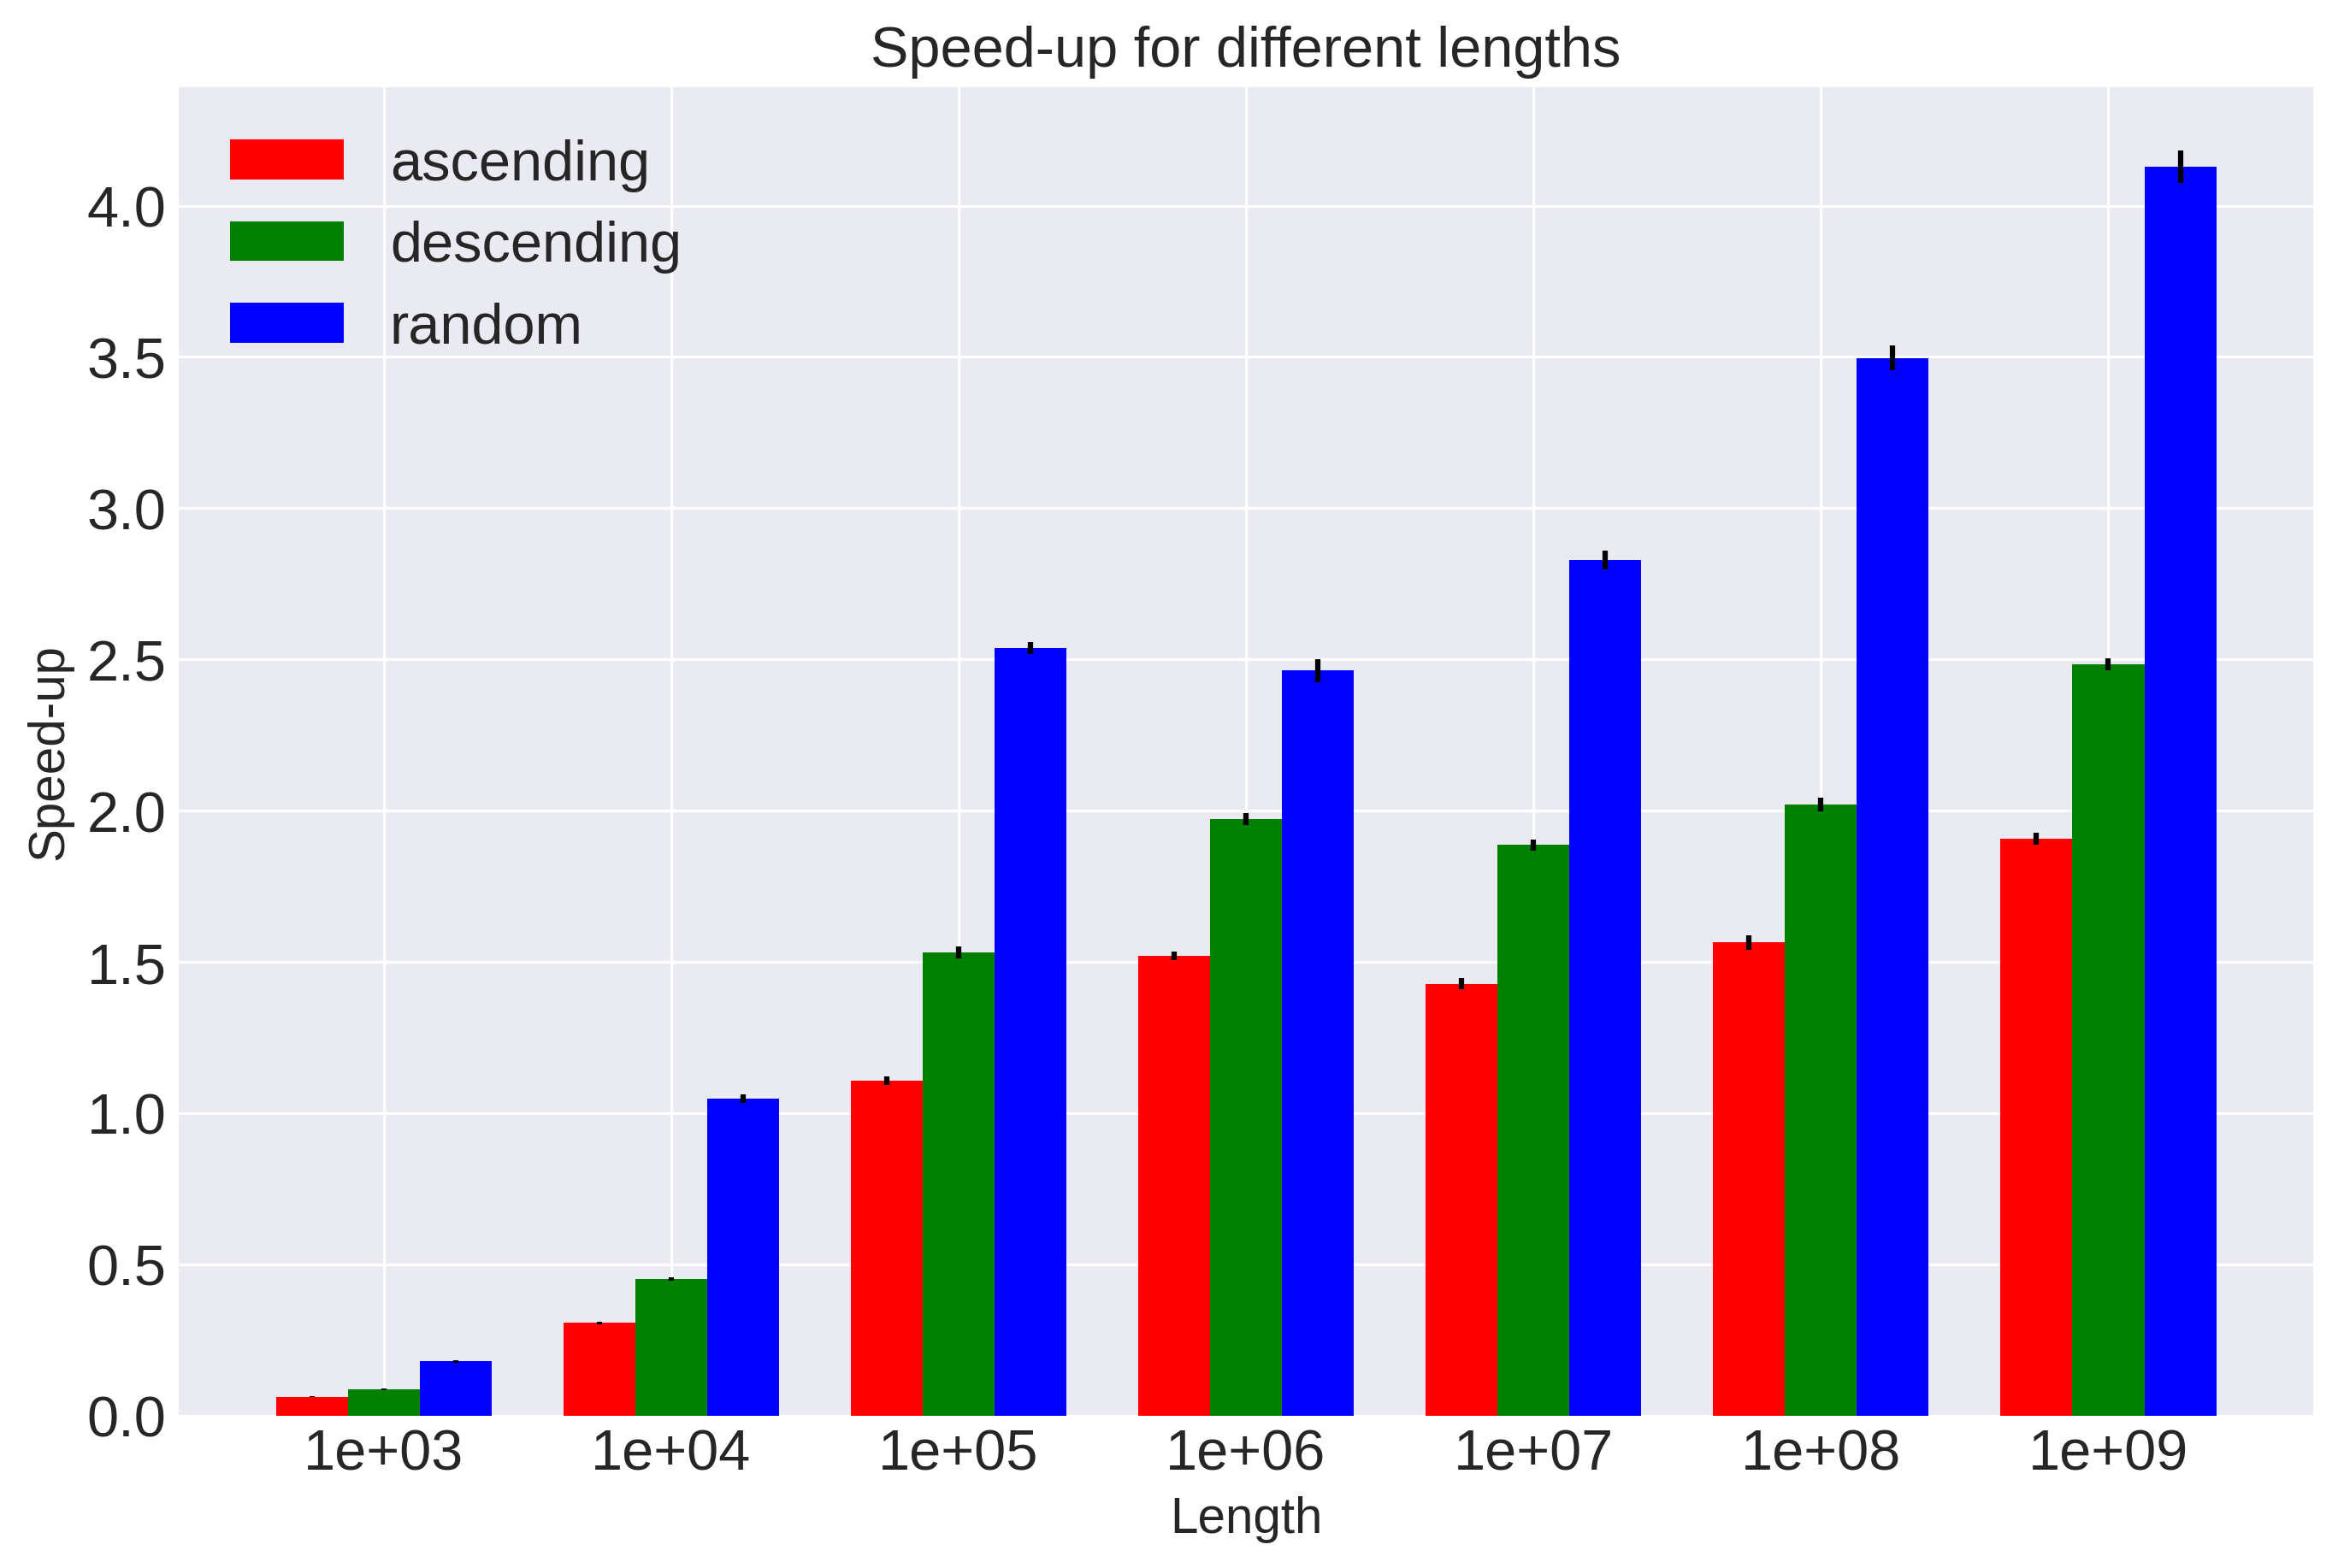 Speed-up for different lengths
ascending
descending
random
4.0
3.5
3.0
2.5
2.0
1.5
1.0
0.5
0.0
Speed-up
1e+03 1e+04 1e+05 1e+06 1e+07 1e+08 1e+09
Length